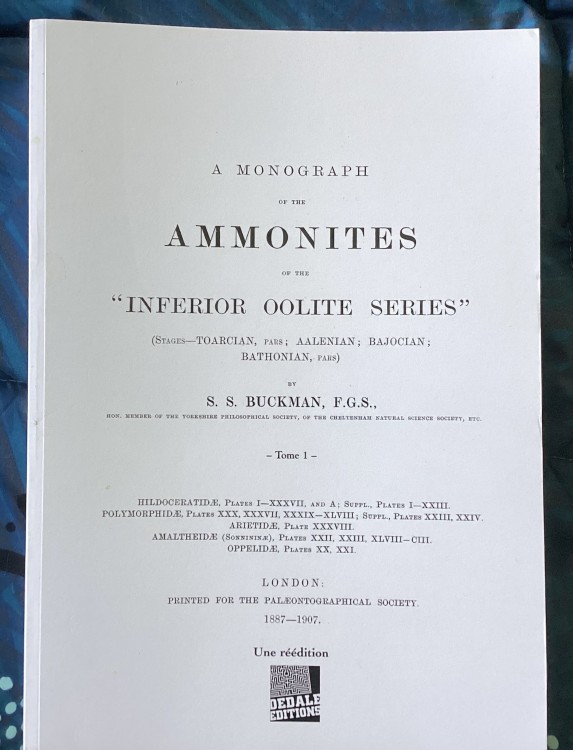 A MONOGRAPH
OF THE
AMMONITES
OF THE
“INFERIOR OOLITE SERIES”
(Stages—TOARCIAN, pars; AALENIAN; BAJOCIAN;
BATHONIAN, pars)
BY
S. S. BUCKMAN, F.G.S.,
HON. MEMBER OF THE YORKSHIRE PHILOSOPHICAL SOCIETY, OF THE CHELTENHAM NATURAL SCIENCE SOCIETY, ETC.
– Tome 1 –
HILDOCERATIDÆ, Plates I—XXXVII, and A; Suppl., Plates I—XXIII.
POLYMORPHIDÆ, Plates XXX, XXXVII, XXXIX—XLVIII; Suppl., Plates XXIII, XXIV.
ARIETIDÆ, Plate XXXVIII.
AMALTHEIDÆ (Sonnininæ), Plates XXII, XXIII, XLVIII—CIII.
OPPELIDÆ, Plates XX, XXI.
LONDON:
PRINTED FOR THE PALÆONTOGRAPHICAL SOCIETY.
1887—1907.
Une réédition
DEDALE
EDITIONS